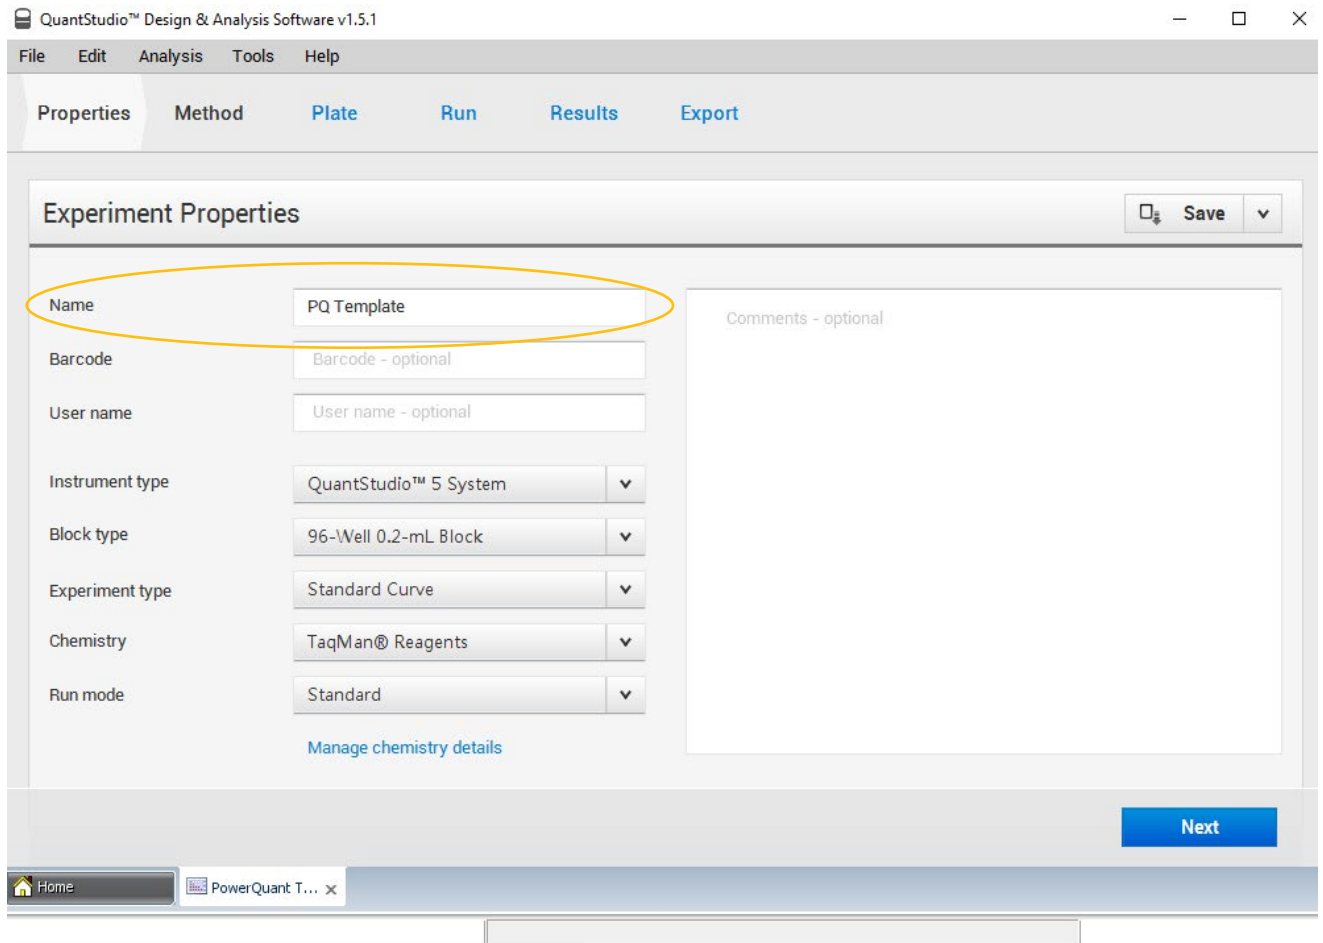 QuantStudio™ Design & Analysis Software v1.5.1
File Edit Analysis Tools Help
Properties Method Plate Run Results Export
Experiment Properties
Save
Name PQ Template
Comments - optional
Barcode Barcode - optional
User name User name - optional
Instrument type QuantStudio™ 5 System
Block type 96-Well 0.2-mL Block
Experiment type Standard Curve
Chemistry TaqMan® Reagents
Run mode Standard
Manage chemistry details
Next
Home PowerQuant T...